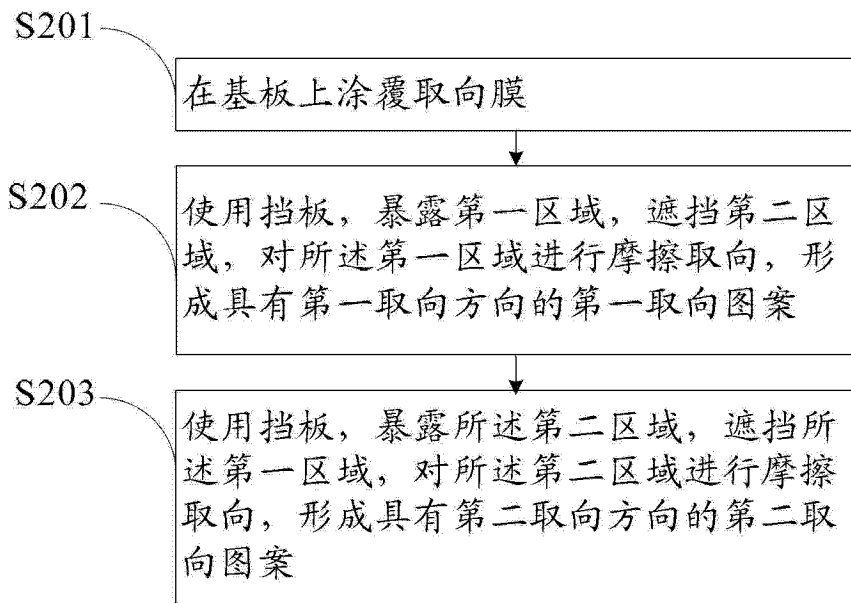 S201
在基板上涂覆取向膜
S202
使用挡板，暴露第一区域，遮挡第二区
域，对所述第一区域进行摩擦取向，形
成具有第一取向方向的第一取向图案
S203
使用挡板，暴露所述第二区域，遮挡所
述第一区域，对所述第二区域进行摩擦
取向，形成具有第二取向方向的第二取
向图案